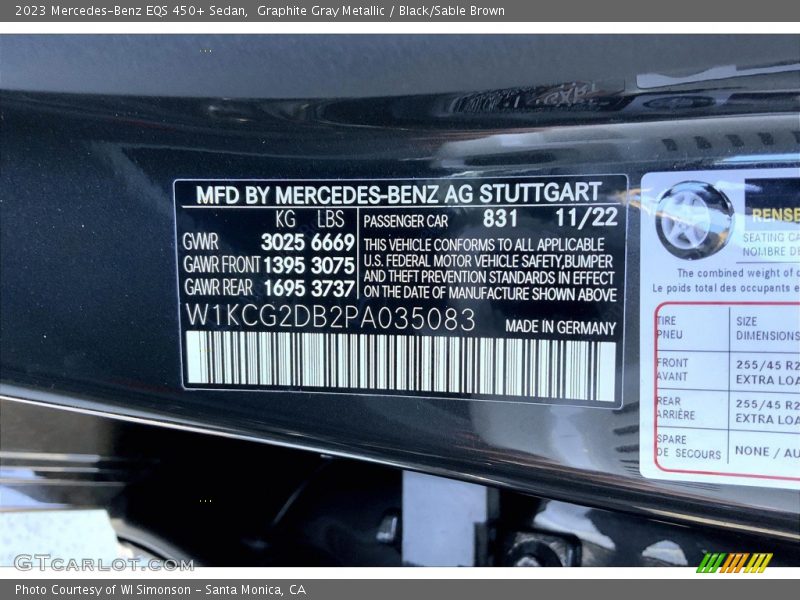 2023 Mercedes-Benz EQS 450+ Sedan,  Graphite Gray Metallic / Black/Sable Brown
MFD BY MERCEDES-BENZ AG STUTTGART
KG LBS PASSENGER CAR 831 11/22
GVWR 3025 6669
GAWR FRONT 1395 3075
GAWR REAR 1695 3737
THIS VEHICLE CONFORMS TO ALL APPLICABLE
U.S. FEDERAL MOTOR VEHICLE SAFETY,BUMPER
AND THEFT PREVENTION STANDARDS IN EFFECT
ON THE DATE OF MANUFACTURE SHOWN ABOVE
W1KCG2DB2PA035083 MADE IN GERMANY
SEATING
NOMBRE
The combined weight of
Le poids total des occupants
TIRE SIZE
PNEU DIMENSIONS
FRONT 255/45
AVANT EXTRA
REAR 255/45
ARRIÈRE EXTRA
SPARE NONE /
DE SECOURS
GTcarlot.com
Photo Courtesy of WI Simonson - Santa Monica, CA